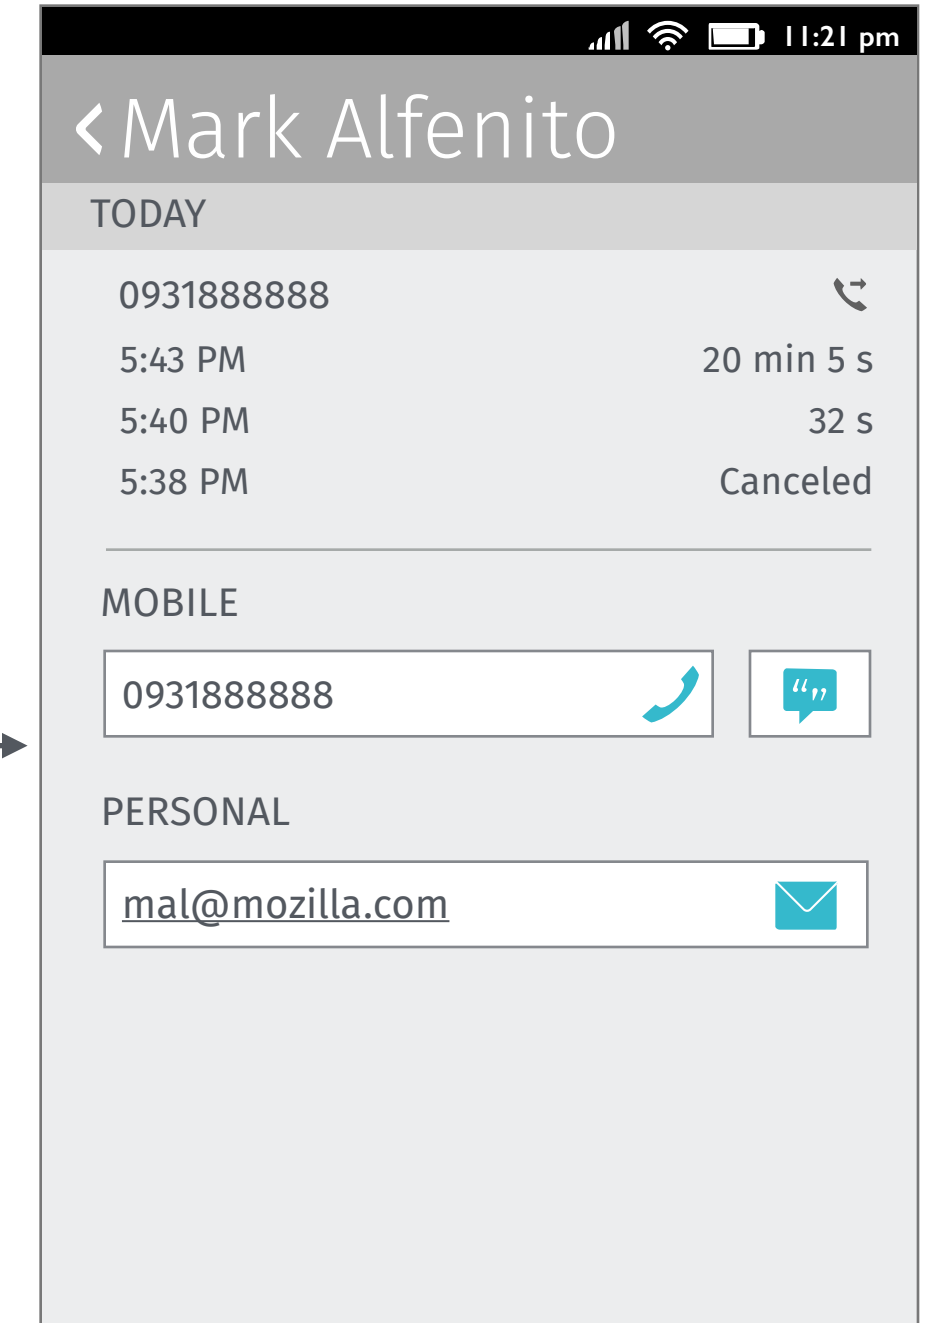 11:21 pm
Mark Alfenito
TODAY
0931888888
5:43 PM 20 min 5 s
5:40 PM 32 s
5:38 PM Canceled
MOBILE
0931888888
PERSONAL
mal@mozilla.com